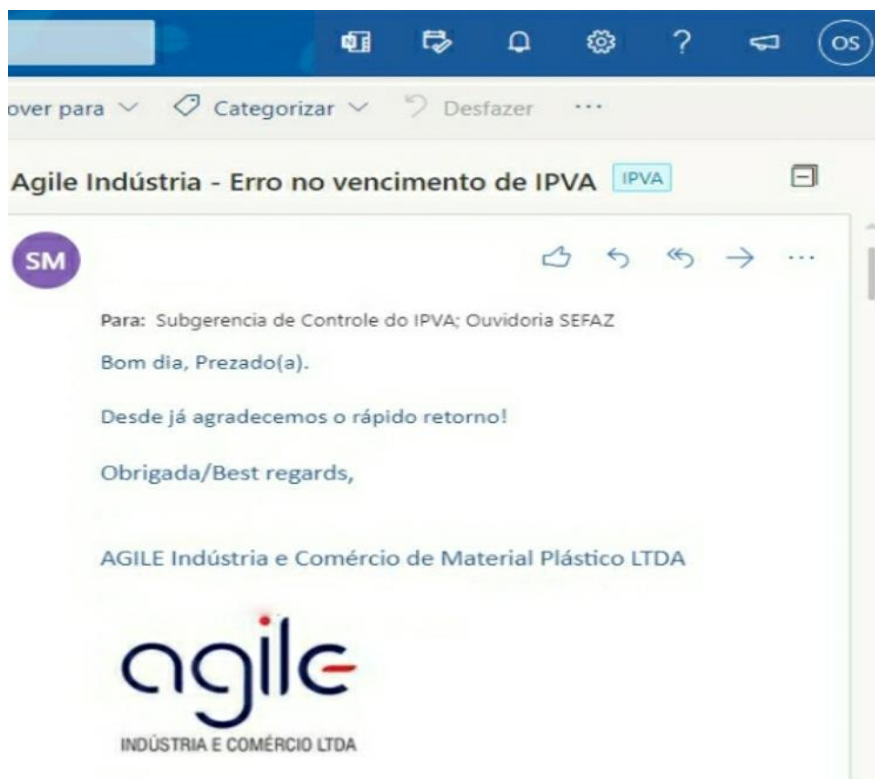 ? OS
over para Categorizar Desfazer ...
Agile Indústria - Erro no vencimento de IPVA IPVA
SM
Para: Subgerencia de Controle do IPVA; Ouvidoria SEFAZ
Bom dia, Prezado(a).
Desde já agradecemos o rápido retorno!
Obrigada/Best regards,
AGILE Indústria e Comércio de Material Plástico LTDA
agile
INDÚSTRIA E COMÉRCIO LTDA